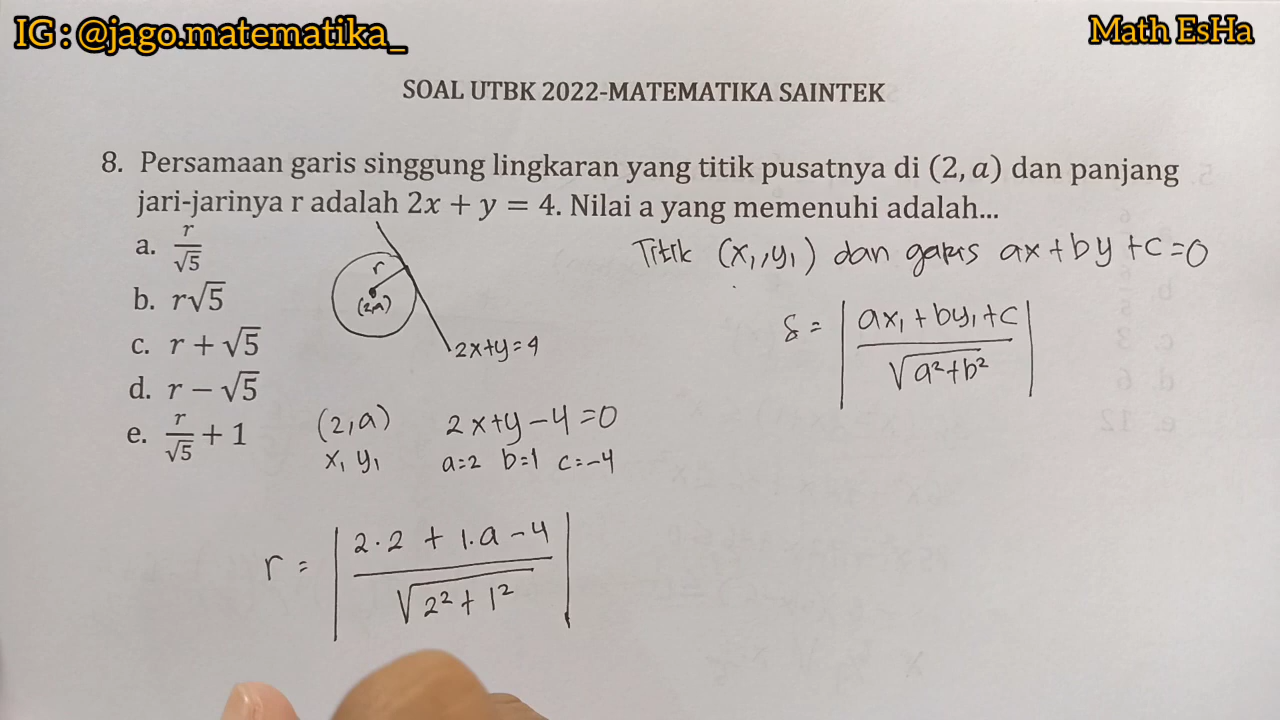 IG : @jago.matematika_
Math EsHa
SOAL UTBK 2022-MATEMATIKA SAINTEK
8. Persamaan garis singgung lingkaran yang titik pusatnya di (2, a) dan panjang
jari-jarinya r adalah 2x + y = 4. Nilai a yang memenuhi adalah...
a. r/√5
b. r√5
c. r + √5
d. r − √5
e. r/√5 + 1
r
(2,a)
2x+y=4
Titik (x₁,y₁) dan garis ax+by+c=0
S = |(ax₁+by₁+c)/√(a²+b²)|
(2,a) 2x+y−4=0
x₁ y₁ a=2 b=1 c=−4
r = |(2·2 + 1.a −4)/√(2²+1²)|